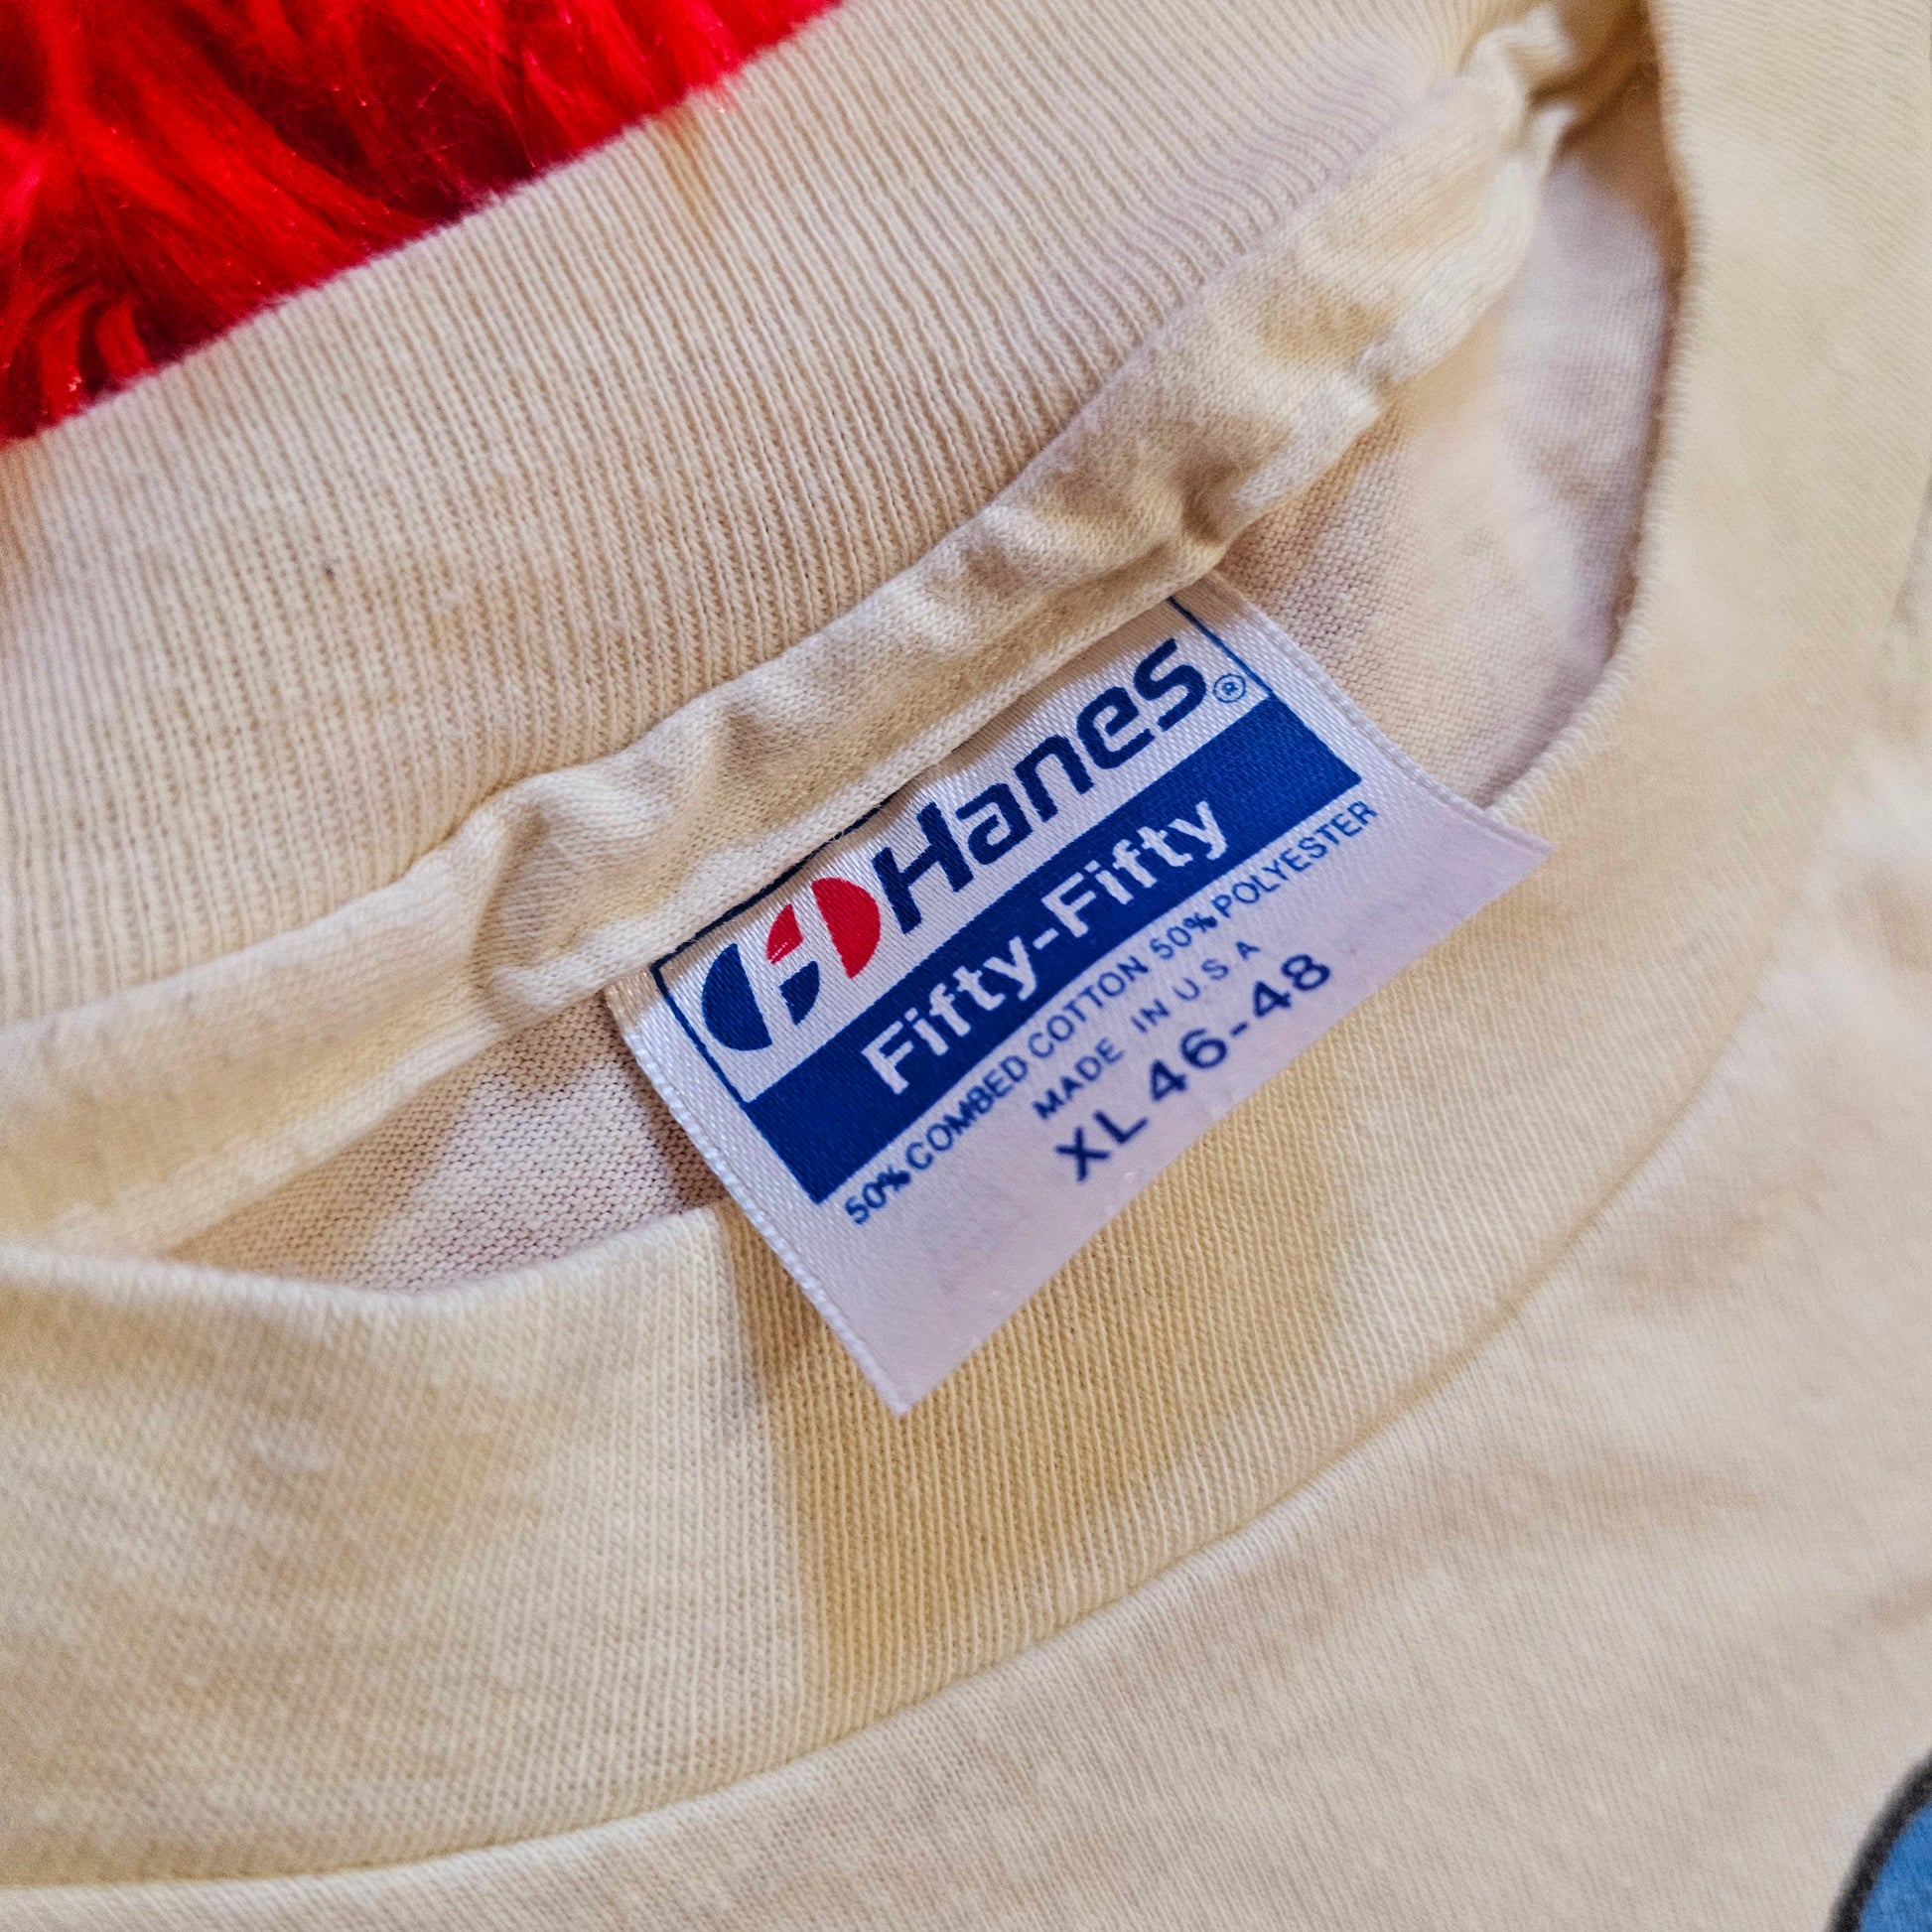 Hanes®
Fifty-Fifty
50% COMBED COTTON 50% POLYESTER
MADE IN U S A
XL 46-48